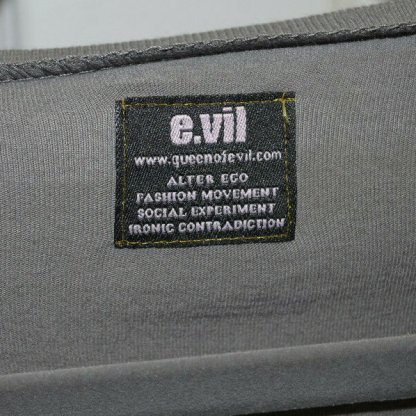 e.vil
www.queenofevil.com
ALTER EGO
FASHION MOVEMENT
SOCIAL EXPERIMENT
IRONIC CONTRADICTION